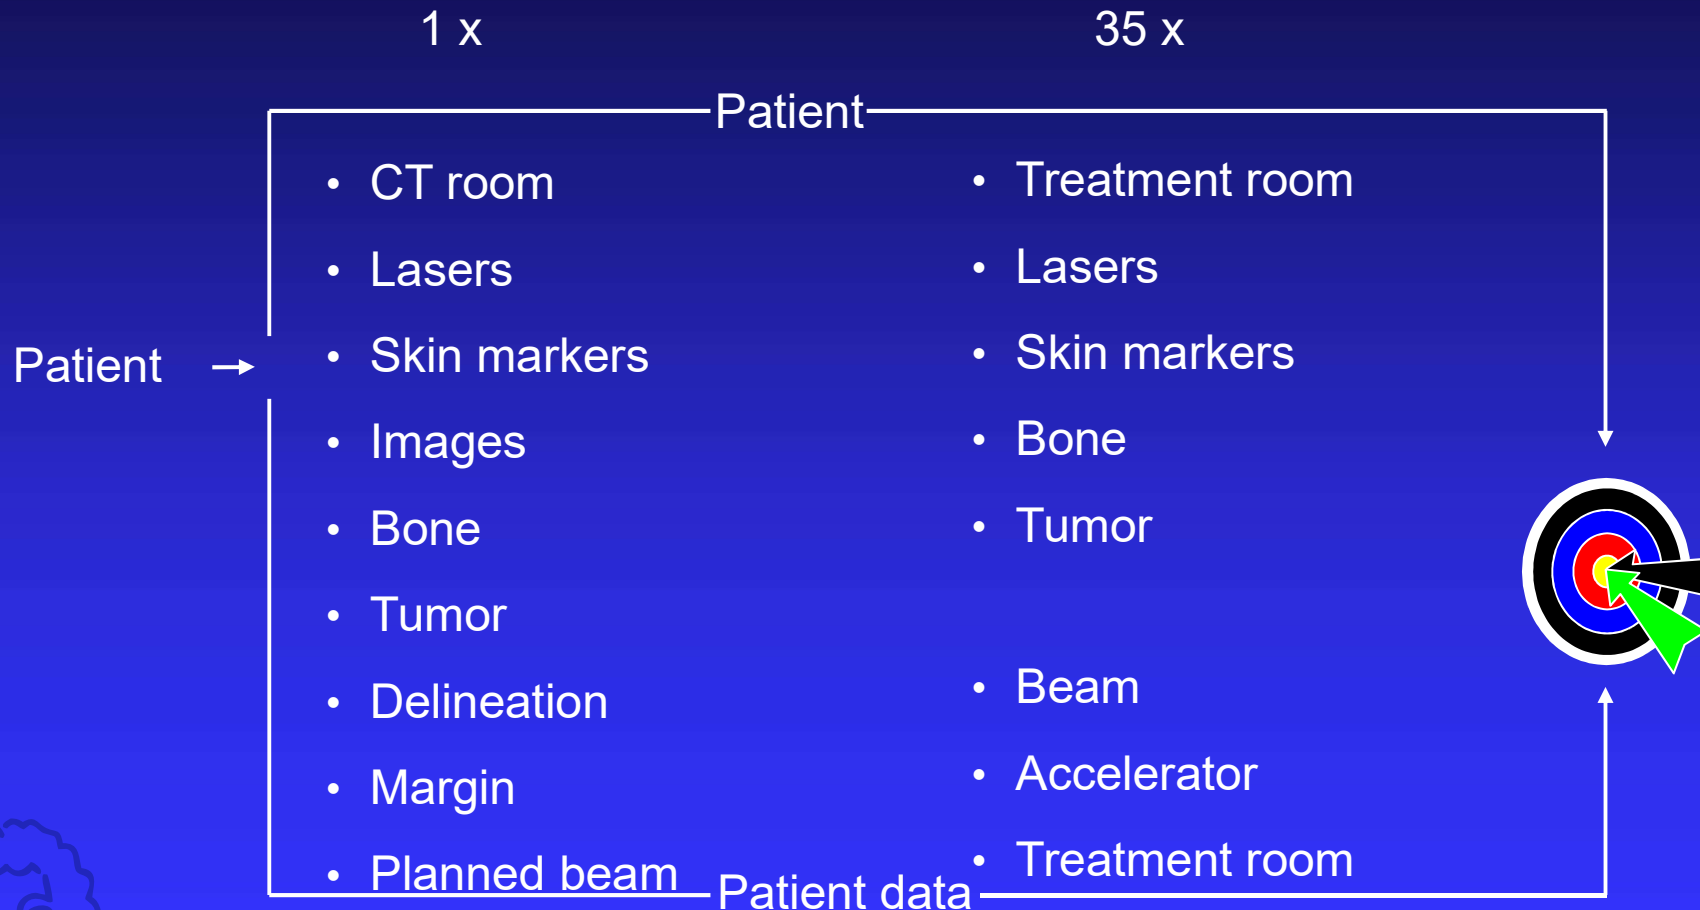 1 x
35 x
Patient
• CT room
• Lasers
• Skin markers
• Images
• Bone
• Tumor
• Delineation
• Margin
• Planned beam
Patient →
• Treatment room
• Lasers
• Skin markers
• Bone
• Tumor
• Beam
• Accelerator
• Treatment room
Patient data